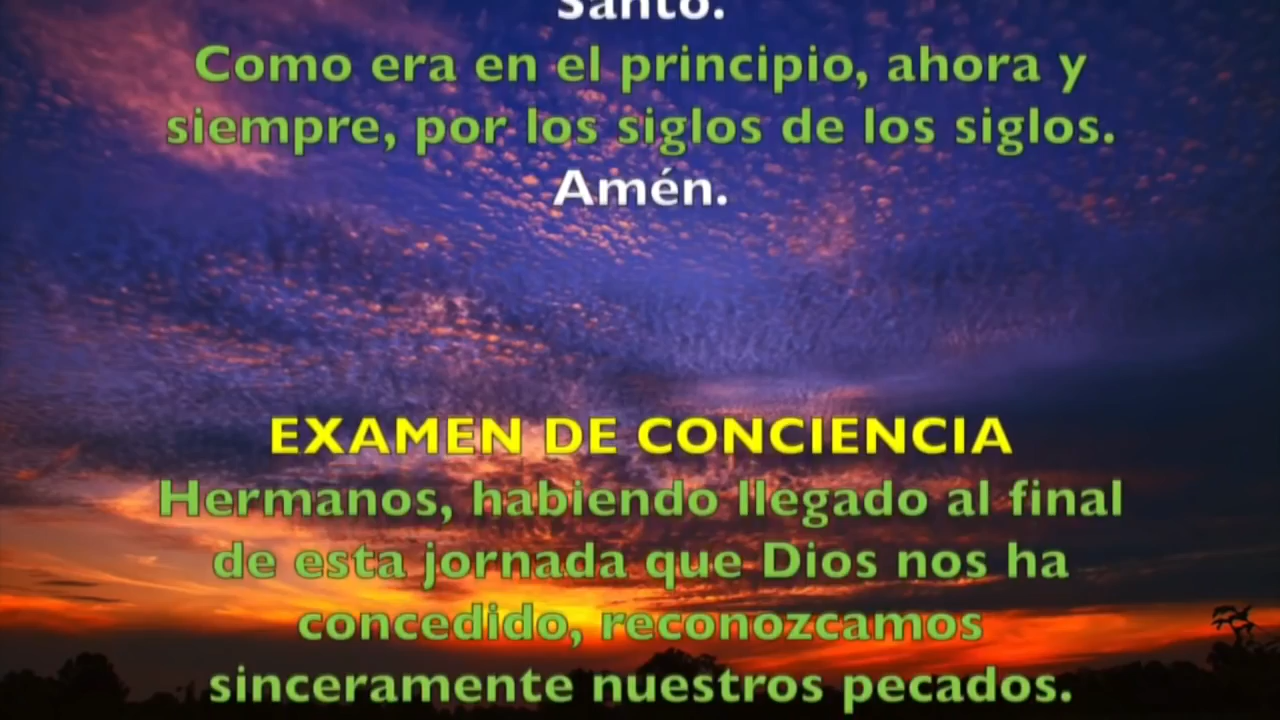 Santo.
Como era en el principio, ahora y
siempre, por los siglos de los siglos.
Amén.
EXAMEN DE CONCIENCIA
Hermanos, habiendo llegado al final
de esta jornada que Dios nos ha
concedido, reconozcamos
sinceramente nuestros pecados.